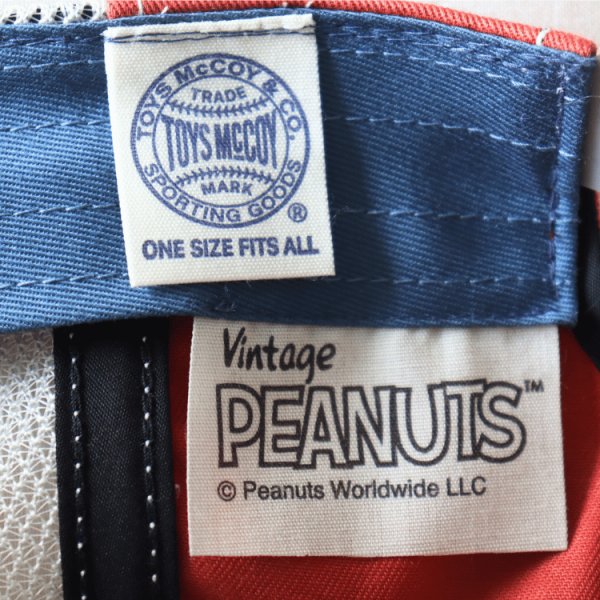 TOYS McCOY & CO.
TRADE
TOYS McCOY
MARK
SPORTING GOODS
®
ONE SIZE FITS ALL
Vintage
PEANUTS™
© Peanuts Worldwide LLC